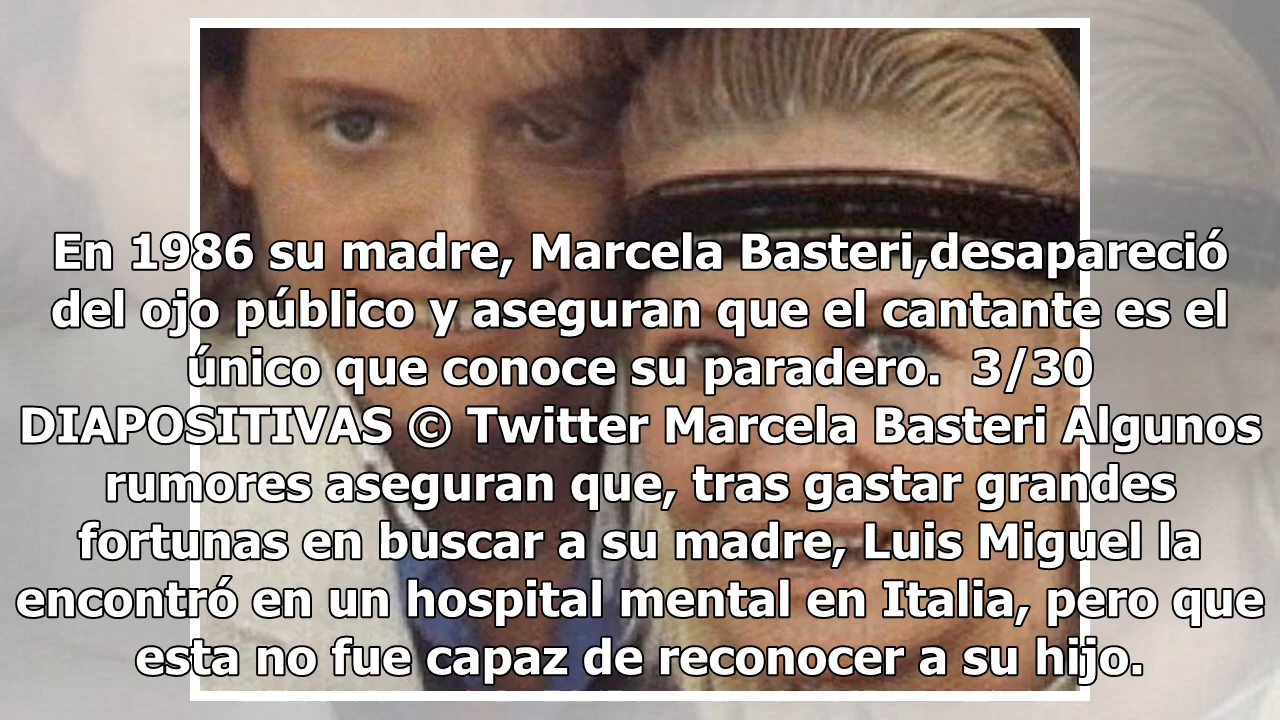 En 1986 su madre, Marcela Basteri,desapareció
del ojo público y aseguran que el cantante es el
único que conoce su paradero.  3/30
DIAPOSITIVAS © Twitter Marcela Basteri Algunos
rumores aseguran que, tras gastar grandes
fortunas en buscar a su madre, Luis Miguel la
encontró en un hospital mental en Italia, pero que
esta no fue capaz de reconocer a su hijo.